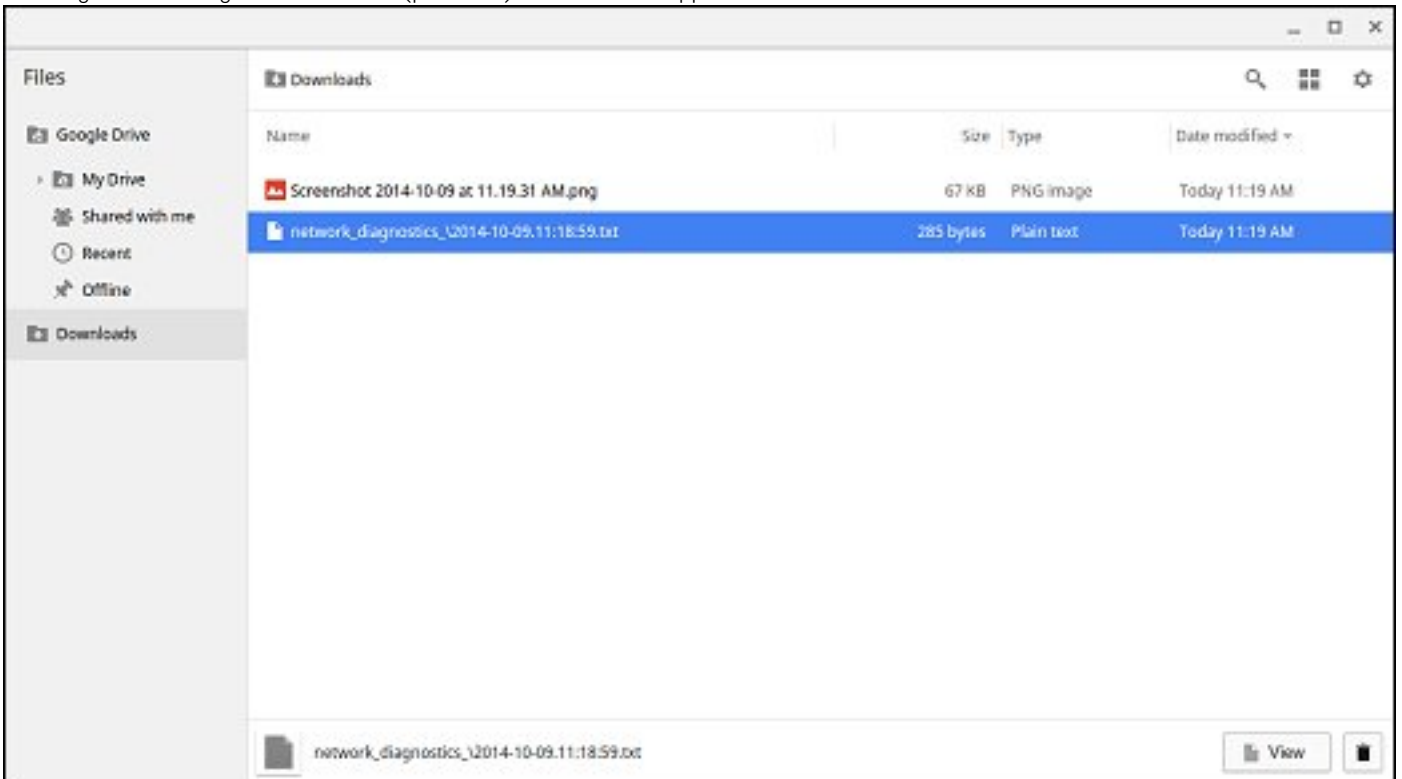 Files
Downloads
Google Drive
Name
Size
Type
Date modified
My Drive
Screenshot 2014-10-09 at 11.19.31 AM.png
67 KB
PNG image
Today 11:19 AM
Shared with me
network_diagnostics_\2014-10-09.11:18:59.txt
285 bytes
Plain text
Today 11:19 AM
Recent
Offline
Downloads
network_diagnostics_\2014-10-09.11:18:59.txt
View